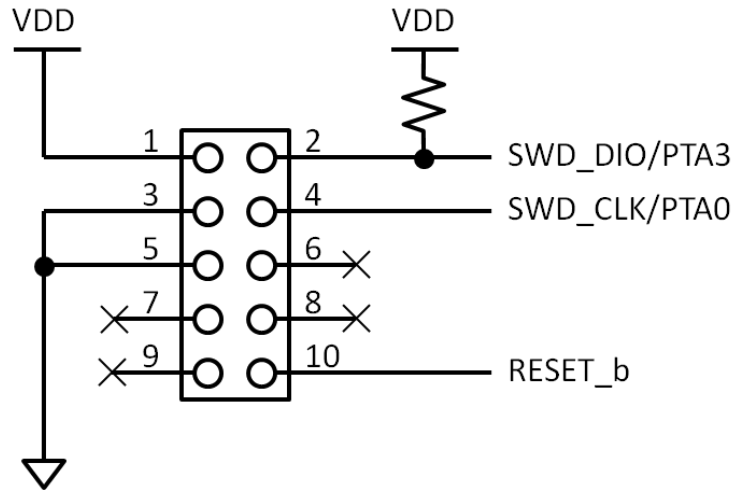 VDD VDD
1 2 SWD_DIO/PTA3
3 4 SWD_CLK/PTA0
5 6
7 8
9 10 RESET_b